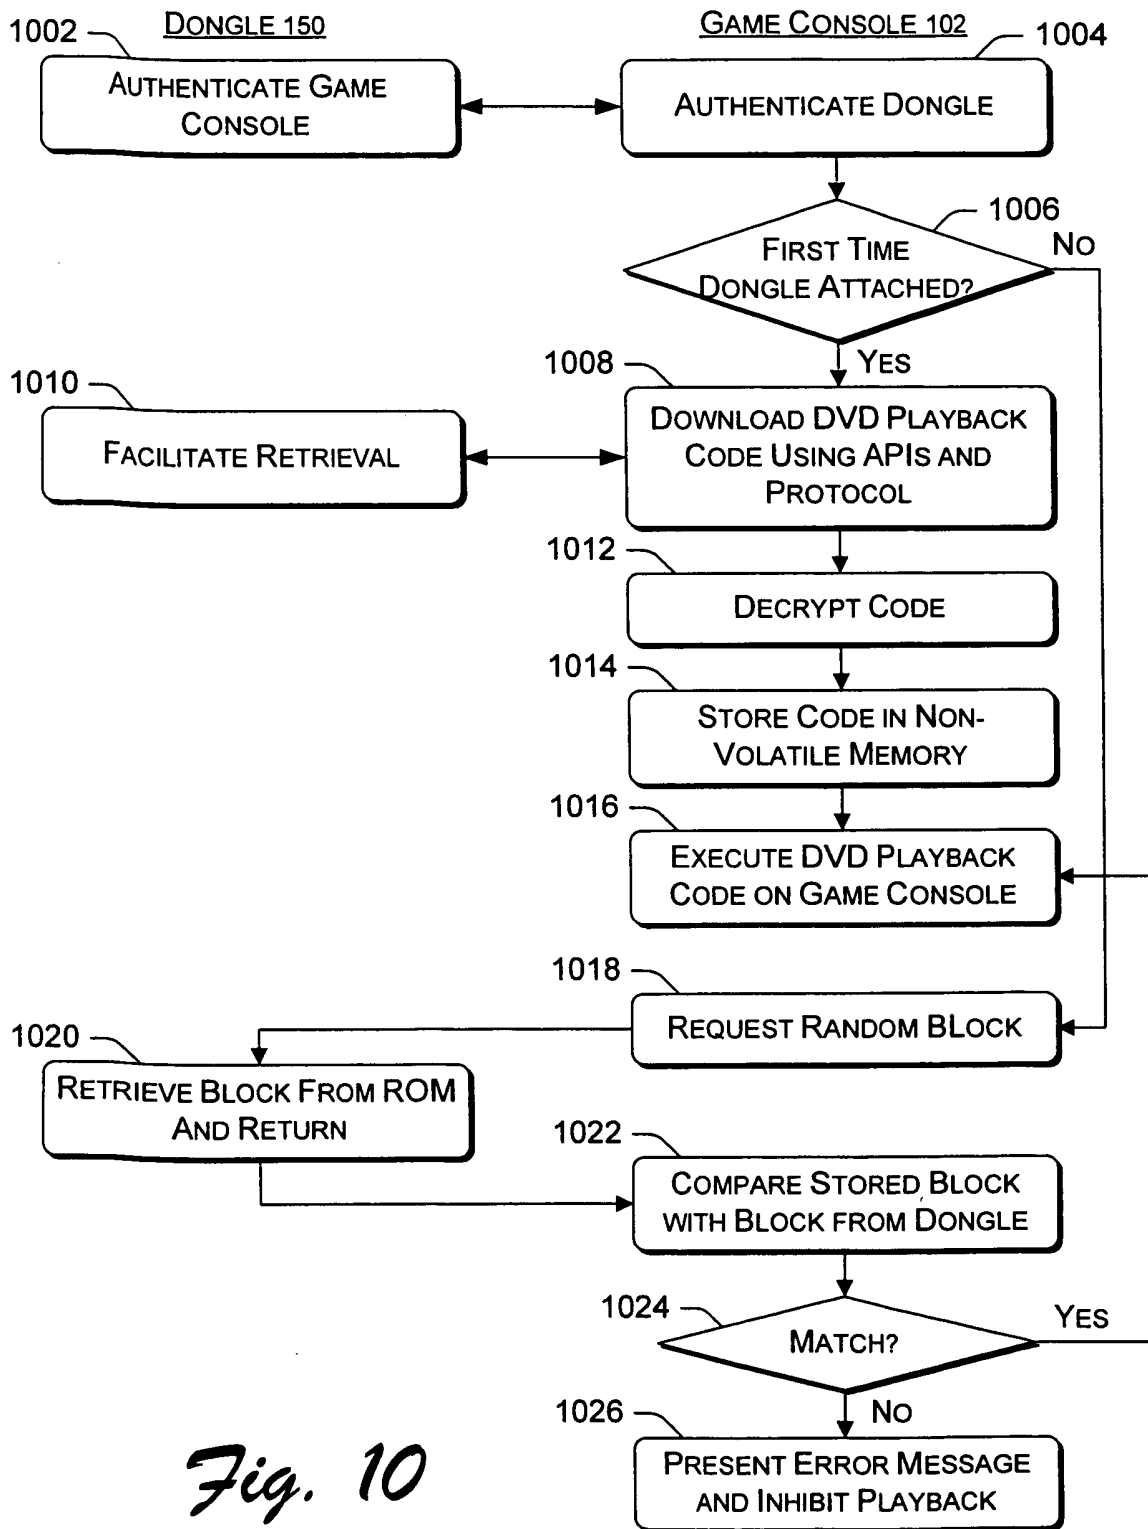 DONGLE 150
GAME CONSOLE 102
1002
1004
AUTHENTICATE GAME
CONSOLE
AUTHENTICATE DONGLE
1006
FIRST TIME
DONGLE ATTACHED?
NO
YES
1008
1010
DOWNLOAD DVD PLAYBACK
CODE USING APIS AND
PROTOCOL
FACILITATE RETRIEVAL
1012
DECRYPT CODE
1014
STORE CODE IN NON-
VOLATILE MEMORY
1016
EXECUTE DVD PLAYBACK
CODE ON GAME CONSOLE
1018
REQUEST RANDOM BLOCK
1020
RETRIEVE BLOCK FROM ROM
AND RETURN
1022
COMPARE STORED BLOCK
WITH BLOCK FROM DONGLE
1024
MATCH?
YES
NO
1026
PRESENT ERROR MESSAGE
AND INHIBIT PLAYBACK
Fig. 10